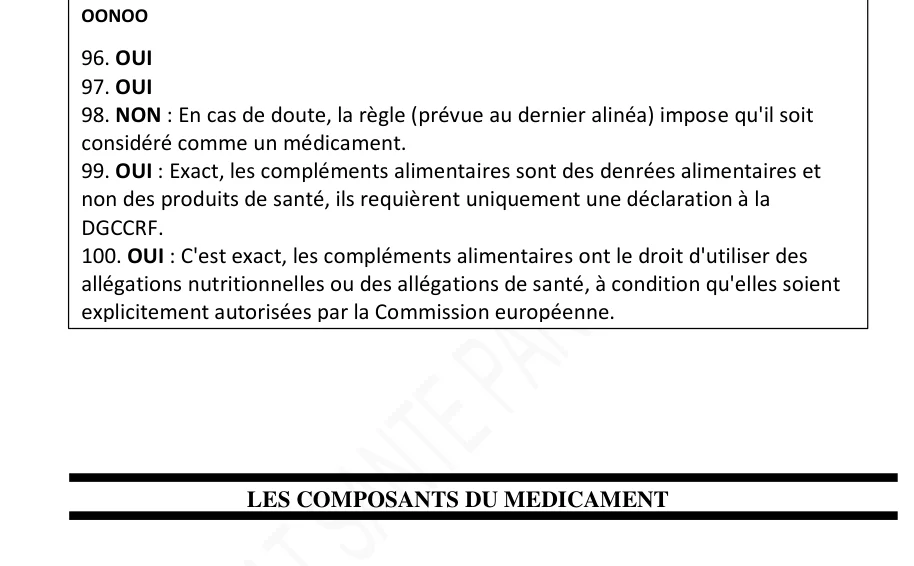 OONOO
96. OUI
97. OUI
98. NON : En cas de doute, la règle (prévue au dernier alinéa) impose qu'il soit
considéré comme un médicament.
99. OUI : Exact, les compléments alimentaires sont des denrées alimentaires et
non des produits de santé, ils requièrent uniquement une déclaration à la
DGCCRF.
100. OUI : C'est exact, les compléments alimentaires ont le droit d'utiliser des
allégations nutritionnelles ou des allégations de santé, à condition qu'elles soient
explicitement autorisées par la Commission européenne.
LES COMPOSANTS DU MEDICAMENT